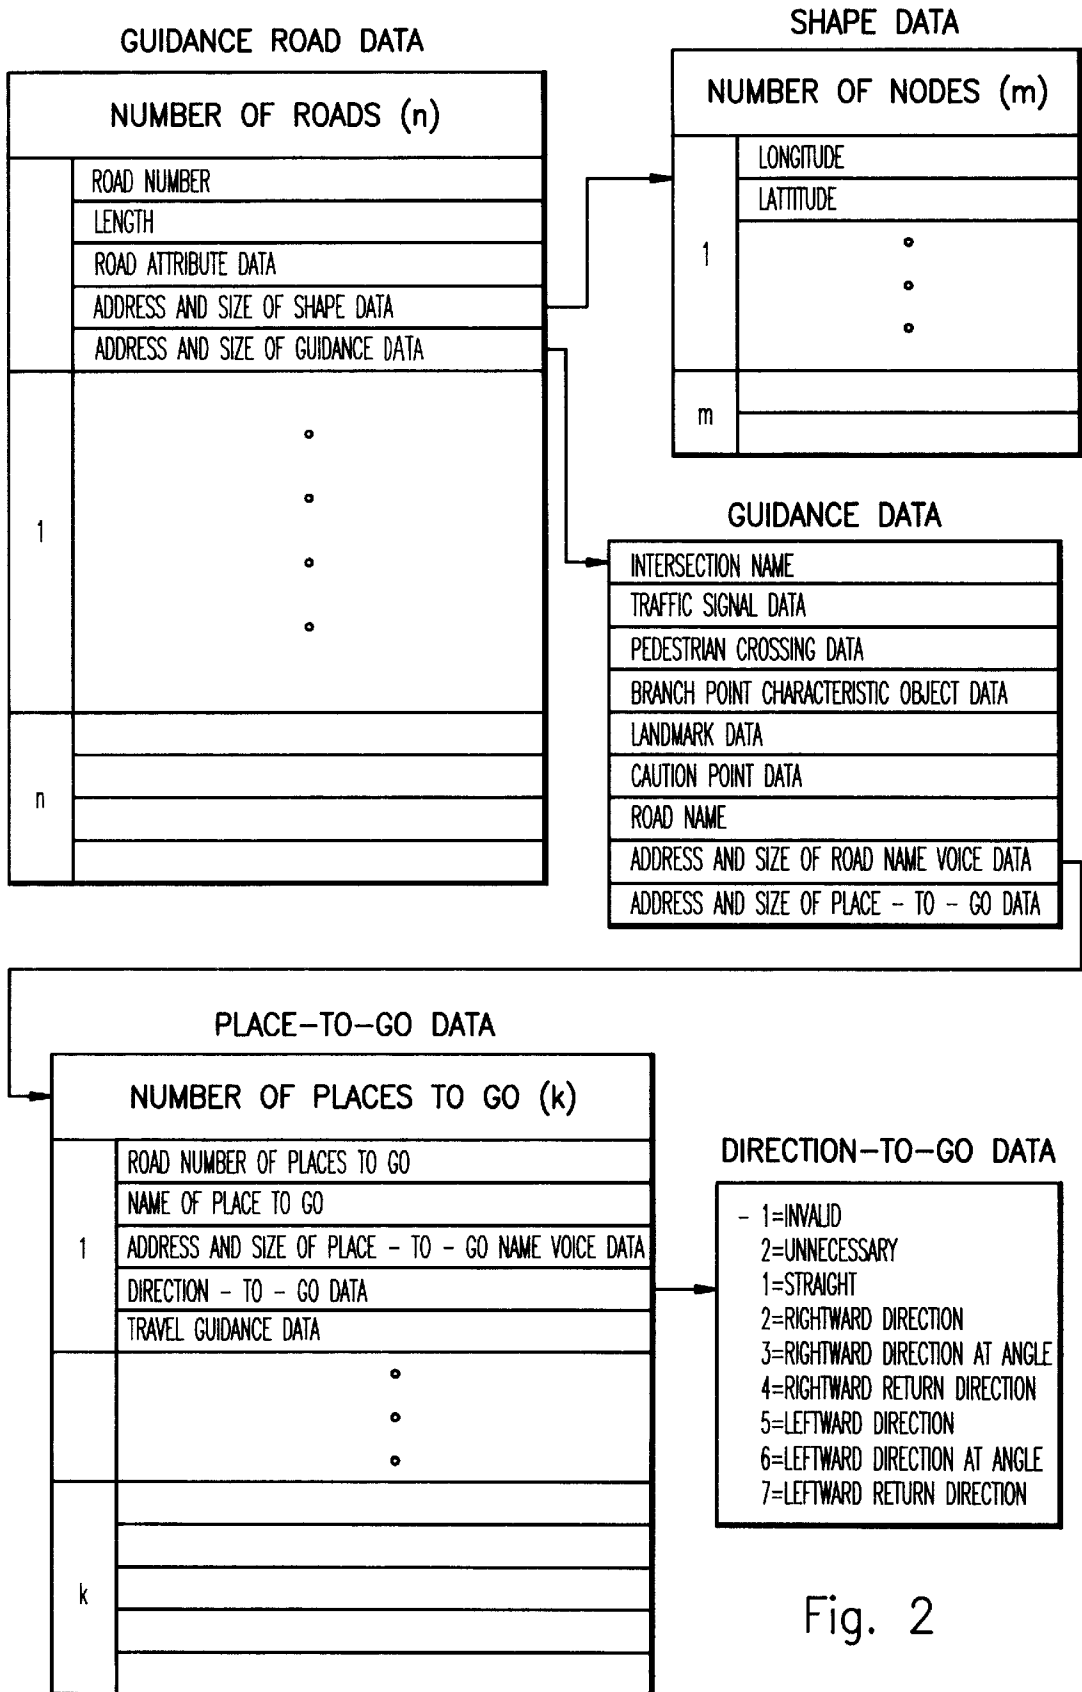 GUIDANCE ROAD DATA
NUMBER OF ROADS (n)
ROAD NUMBER
LENGTH
ROAD ATTRIBUTE DATA
ADDRESS AND SIZE OF SHAPE DATA
ADDRESS AND SIZE OF GUIDANCE DATA
1
n
SHAPE DATA
NUMBER OF NODES (m)
1
LONGITUDE
LATTITUDE
m
GUIDANCE DATA
INTERSECTION NAME
TRAFFIC SIGNAL DATA
PEDESTRIAN CROSSING DATA
BRANCH POINT CHARACTERISTIC OBJECT DATA
LANDMARK DATA
CAUTION POINT DATA
ROAD NAME
ADDRESS AND SIZE OF ROAD NAME VOICE DATA
ADDRESS AND SIZE OF PLACE - TO - GO DATA
PLACE-TO-GO DATA
NUMBER OF PLACES TO GO (k)
1
ROAD NUMBER OF PLACES TO GO
NAME OF PLACE TO GO
ADDRESS AND SIZE OF PLACE - TO - GO NAME VOICE DATA
DIRECTION - TO - GO DATA
TRAVEL GUIDANCE DATA
k
DIRECTION-TO-GO DATA
- 1=INVALID
2=UNNECESSARY
1=STRAIGHT
2=RIGHTWARD DIRECTION
3=RIGHTWARD DIRECTION AT ANGLE
4=RIGHTWARD RETURN DIRECTION
5=LEFTWARD DIRECTION
6=LEFTWARD DIRECTION AT ANGLE
7=LEFTWARD RETURN DIRECTION
Fig. 2